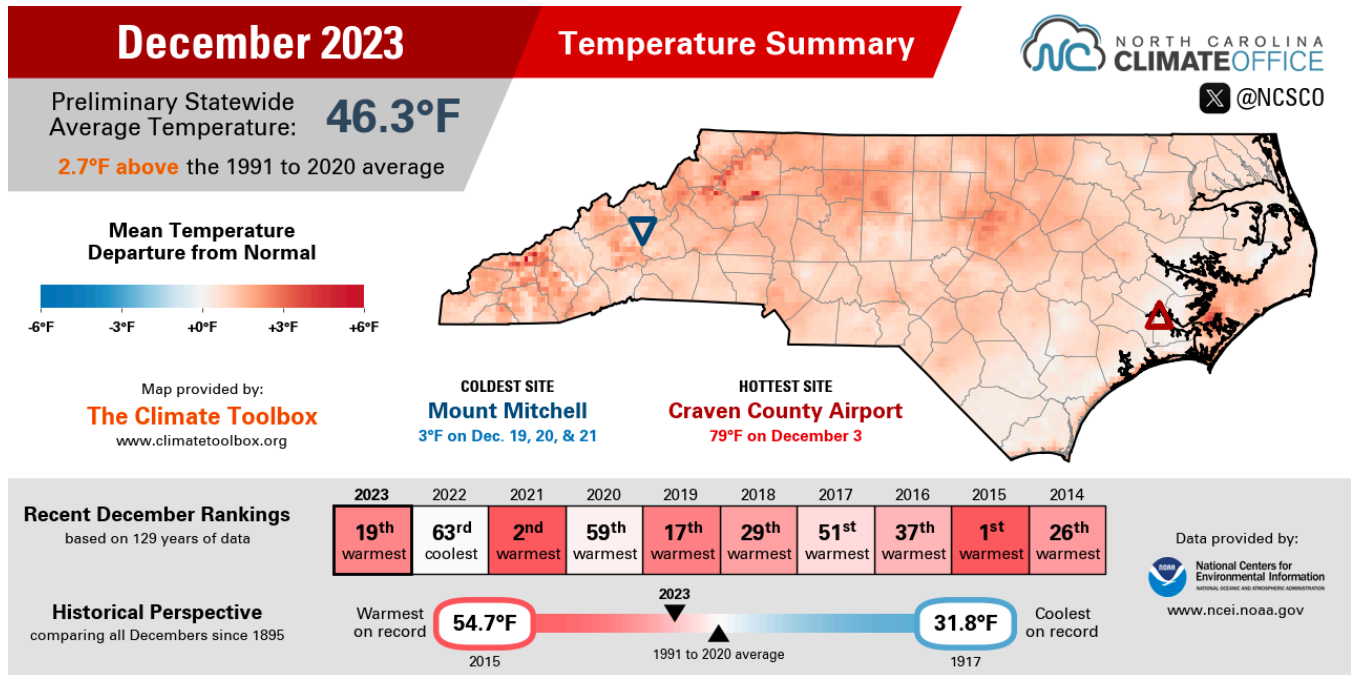 December 2023
Temperature Summary
NC
NORTH CAROLINA
CLIMATEOFFICE
X @NCSCO
Preliminary Statewide
Average Temperature:
46.3°F
2.7°F above the 1991 to 2020 average
Mean Temperature
Departure from Normal
-6°F -3°F +0°F +3°F +6°F
Map provided by:
The Climate Toolbox
www.climatetoolbox.org
COLDEST SITE
Mount Mitchell
3°F on Dec. 19, 20, & 21
HOTTEST SITE
Craven County Airport
79°F on December 3
Recent December Rankings
based on 129 years of data
2023 2022 2021 2020 2019 2018 2017 2016 2015 2014
19th 63rd 2nd 59th 17th 29th 51st 37th 1st 26th
warmest coolest warmest warmest warmest warmest warmest warmest warmest warmest
Historical Perspective
comparing all Decembers since 1895
Warmest
on record
54.7°F
2015
2023
1991 to 2020 average
31.8°F
1917
Coolest
on record
Data provided by:
NOAA
National Centers for
Environmental Information
NATIONAL OCEANIC AND ATMOSPHERIC ADMINISTRATION
www.ncei.noaa.gov